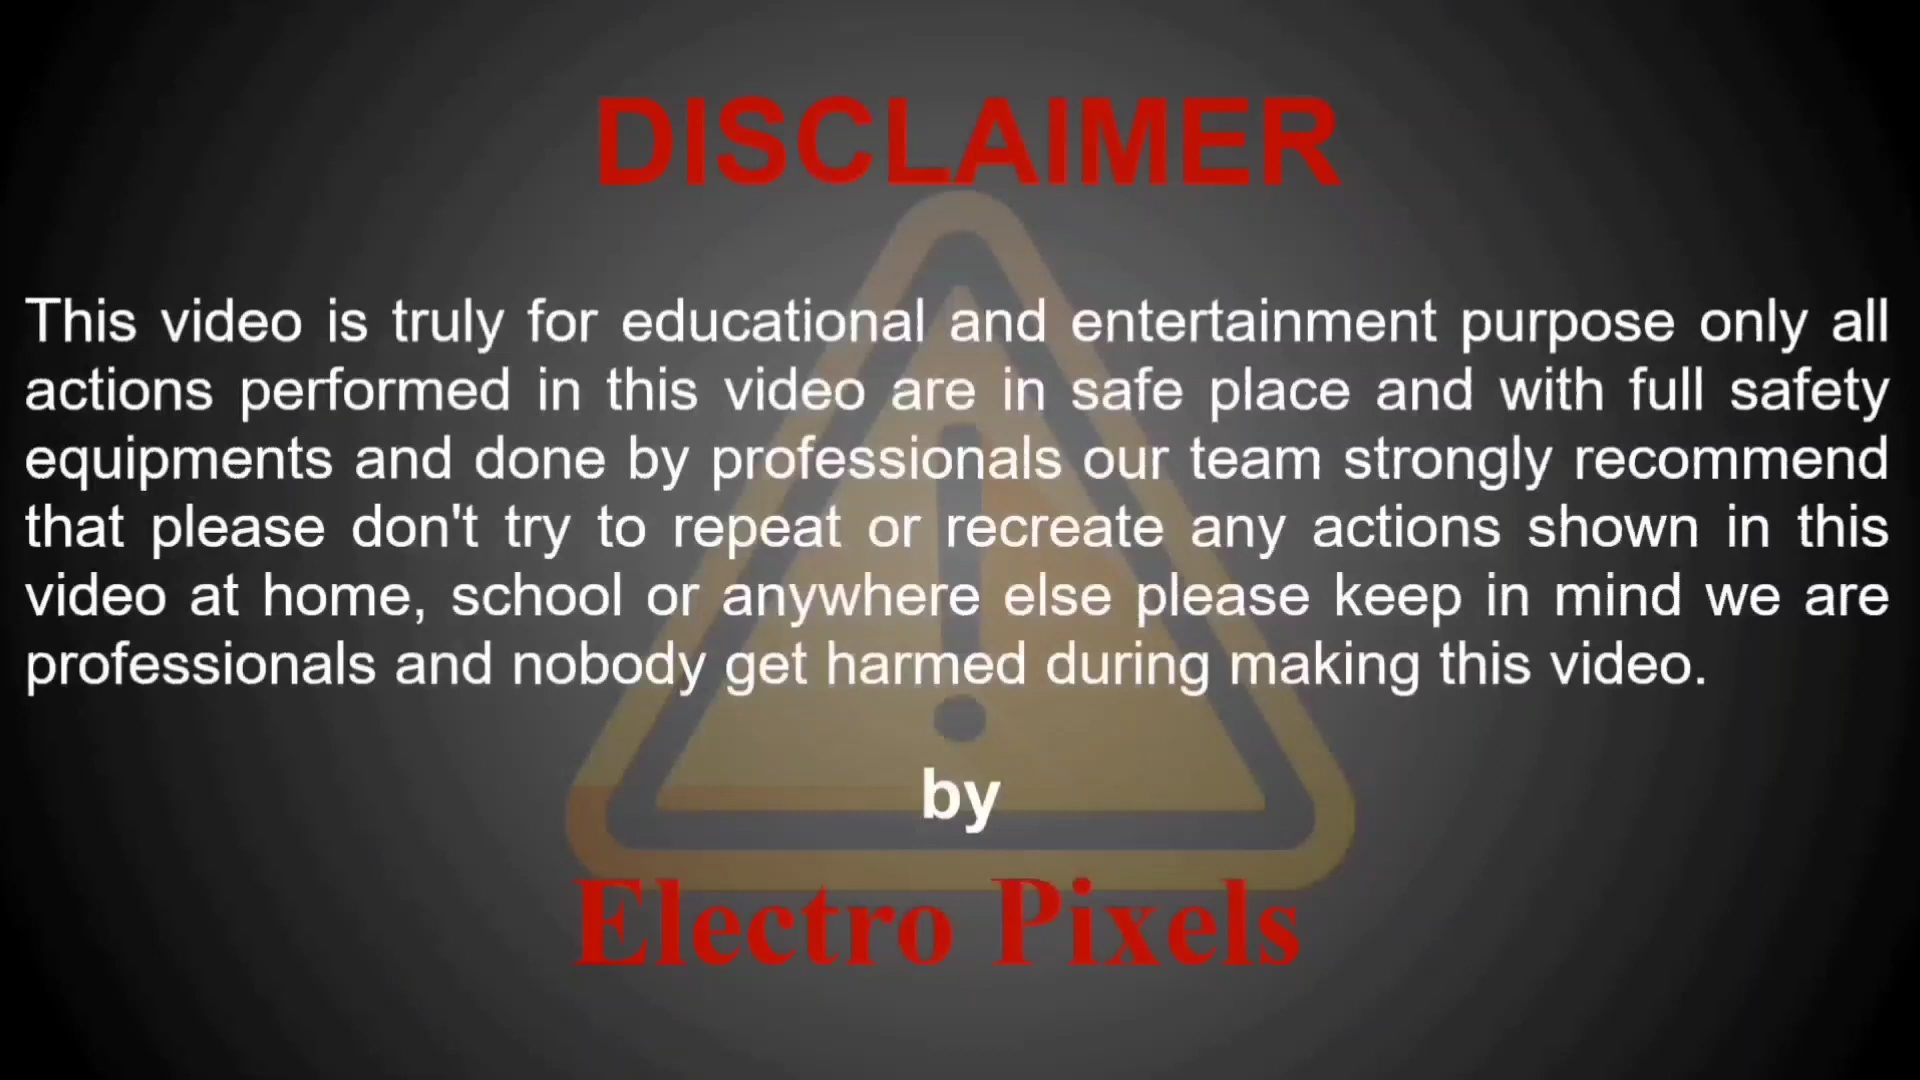 DISCLAIMER
This video is truly for educational and entertainment purpose only all
actions performed in this video are in safe place and with full safety
equipments and done by professionals our team strongly recommend
that please don't try to repeat or recreate any actions shown in this
video at home, school or anywhere else please keep in mind we are
professionals and nobody get harmed during making this video.
by
Electro Pixels